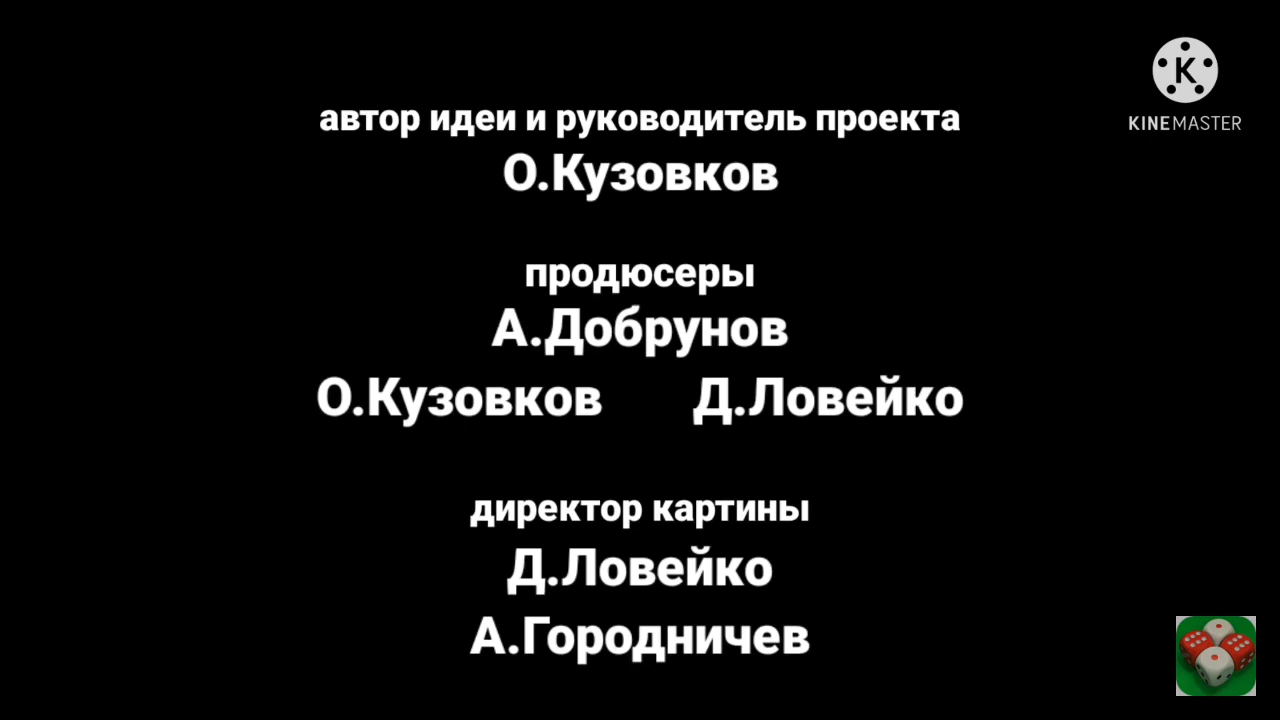 автор идеи и руководитель проекта
О.Кузовков
продюсеры
А.Добрунов
О.Кузовков Д.Ловейко
директор картины
Д.Ловейко
А.Городничев
K
KINEMASTER